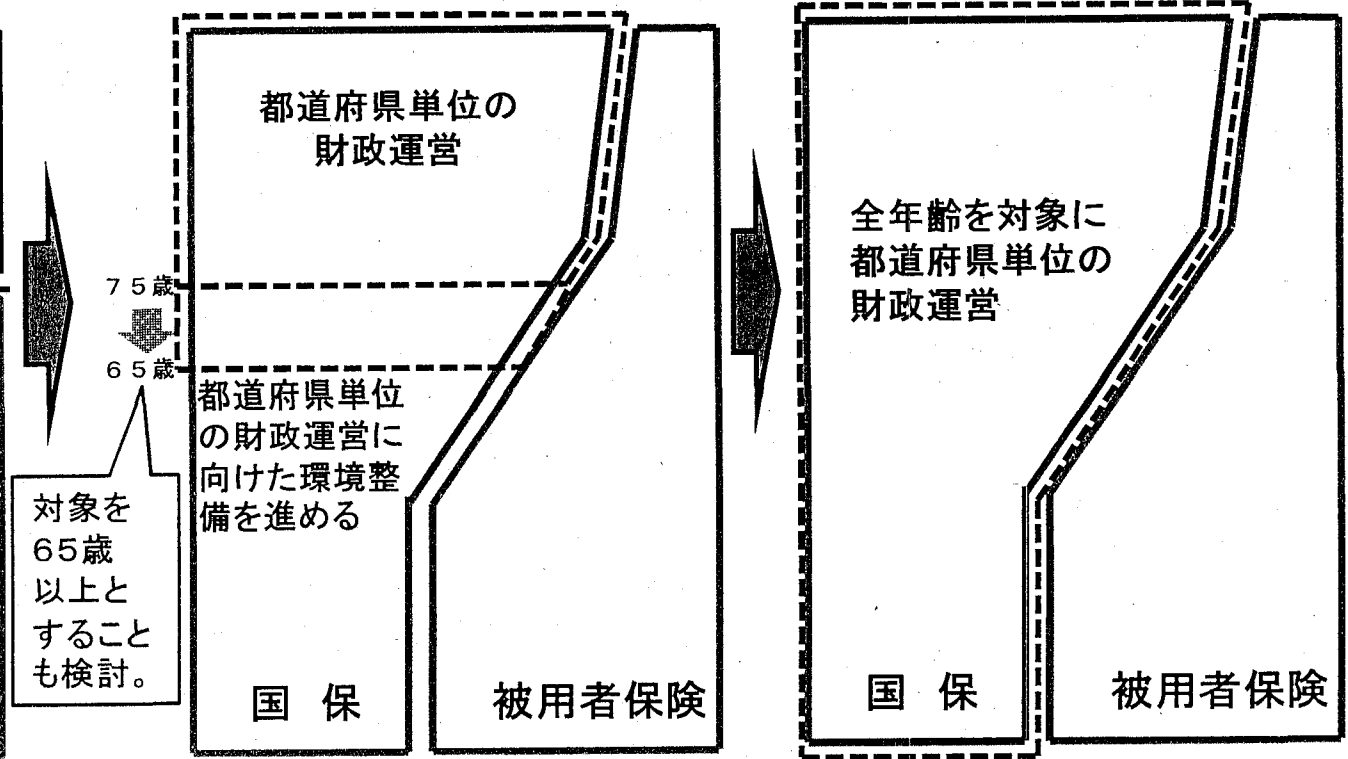 都道府県単位の
財政運営
75歳
65歳
都道府県単位
の財政運営に
向けた環境整
備を進める
対象を
65歳
以上と
すること
も検討。
国 保
被用者保険
全年齢を対象に
都道府県単位の
財政運営
国 保
被用者保険